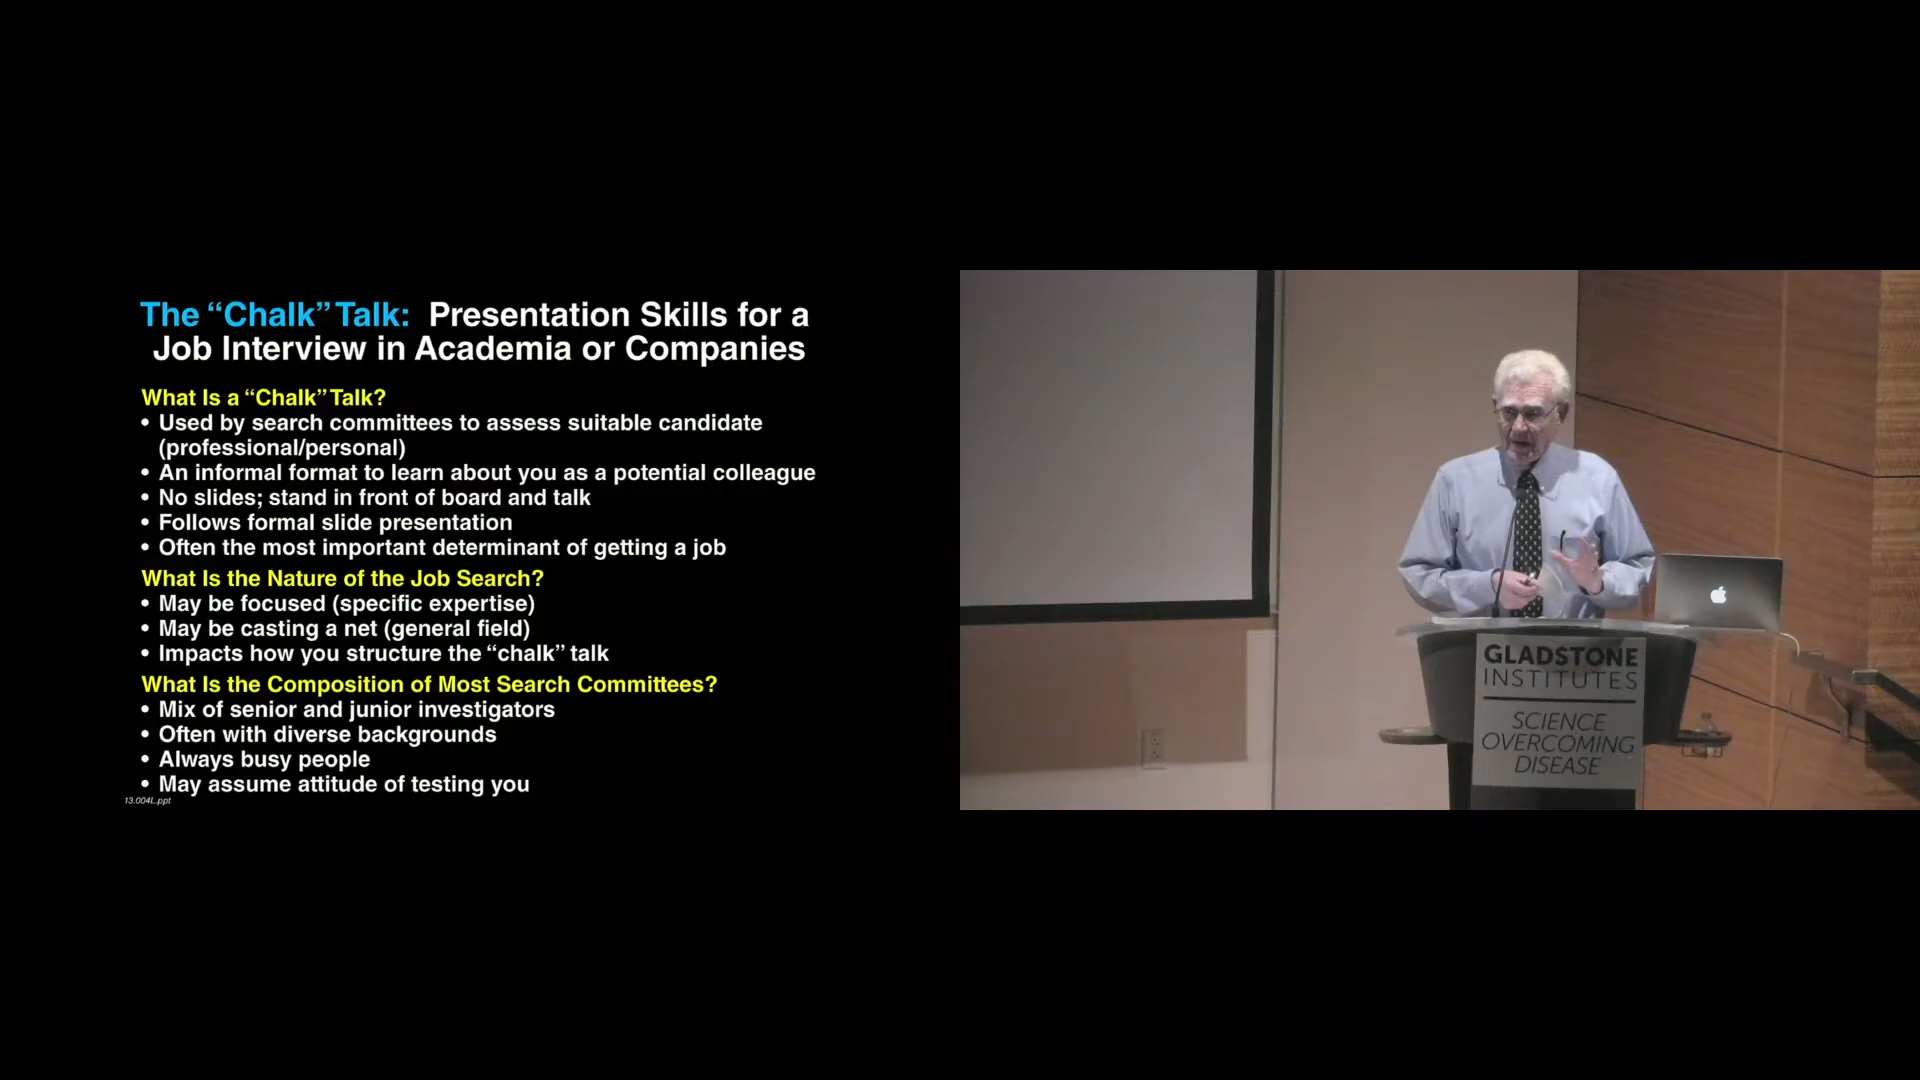 The “Chalk” Talk: Presentation Skills for a
Job Interview in Academia or Companies
What Is a “Chalk” Talk?
• Used by search committees to assess suitable candidate
(professional/personal)
• An informal format to learn about you as a potential colleague
• No slides; stand in front of board and talk
• Follows formal slide presentation
• Often the most important determinant of getting a job
What Is the Nature of the Job Search?
• May be focused (specific expertise)
• May be casting a net (general field)
• Impacts how you structure the “chalk” talk
What Is the Composition of Most Search Committees?
• Mix of senior and junior investigators
• Often with diverse backgrounds
• Always busy people
• May assume attitude of testing you
13.004L.ppt
GLADSTONE
INSTITUTES
SCIENCE
OVERCOMING
DISEASE